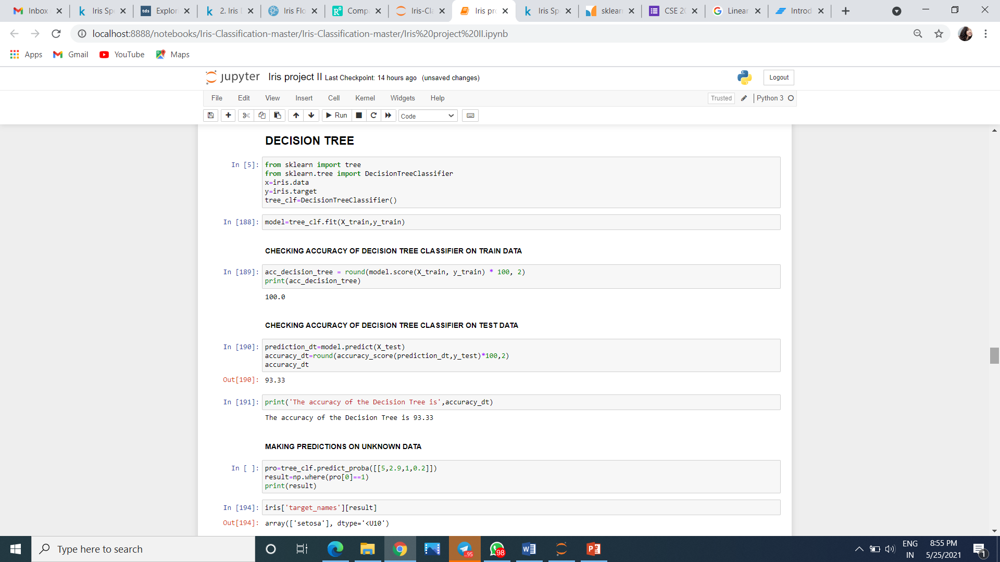 Inbox
Iris Sp
tds
Explor
2. Iris
Iris Flo
Comp
Iris-Cla
Iris pr
Iris Sp
sklear
CSE 20
Linear
Introd
localhost:8888/notebooks/Iris-Classification-master/Iris-Classification-master/Iris%20project%20II.ipynb
Apps Gmail YouTube Maps
jupyter Iris project II Last Checkpoint: 14 hours ago (unsaved changes) Logout
File Edit View Insert Cell Kernel Widgets Help Trusted Python 3
Run Code
DECISION TREE
In [5]: from sklearn import tree
from sklearn.tree import DecisionTreeClassifier
x=iris.data
y=iris.target
tree_clf=DecisionTreeClassifier()
In [188]: model=tree_clf.fit(X_train,y_train)
CHECKING ACCURACY OF DECISION TREE CLASSIFIER ON TRAIN DATA
In [189]: acc_decision_tree = round(model.score(X_train, y_train) * 100, 2)
print(acc_decision_tree)
100.0
CHECKING ACCURACY OF DECISION TREE CLASSIFIER ON TEST DATA
In [190]: prediction_dt=model.predict(X_test)
accuracy_dt=round(accuracy_score(prediction_dt,y_test)*100,2)
accuracy_dt
Out[190]: 93.33
In [191]: print('The accuracy of the Decision Tree is',accuracy_dt)
The accuracy of the Decision Tree is 93.33
MAKING PREDICTIONS ON UNKNOWN DATA
In [ ]: pro=tree_clf.predict_proba([[5,2.9,1,0.2]])
result=np.where(pro[0]==1)
print(result)
In [194]: iris['target_names'][result]
Out[194]: array(['setosa'], dtype='<U10')
Type here to search
..95
98
ENG
IN
8:55 PM
5/25/2021
1